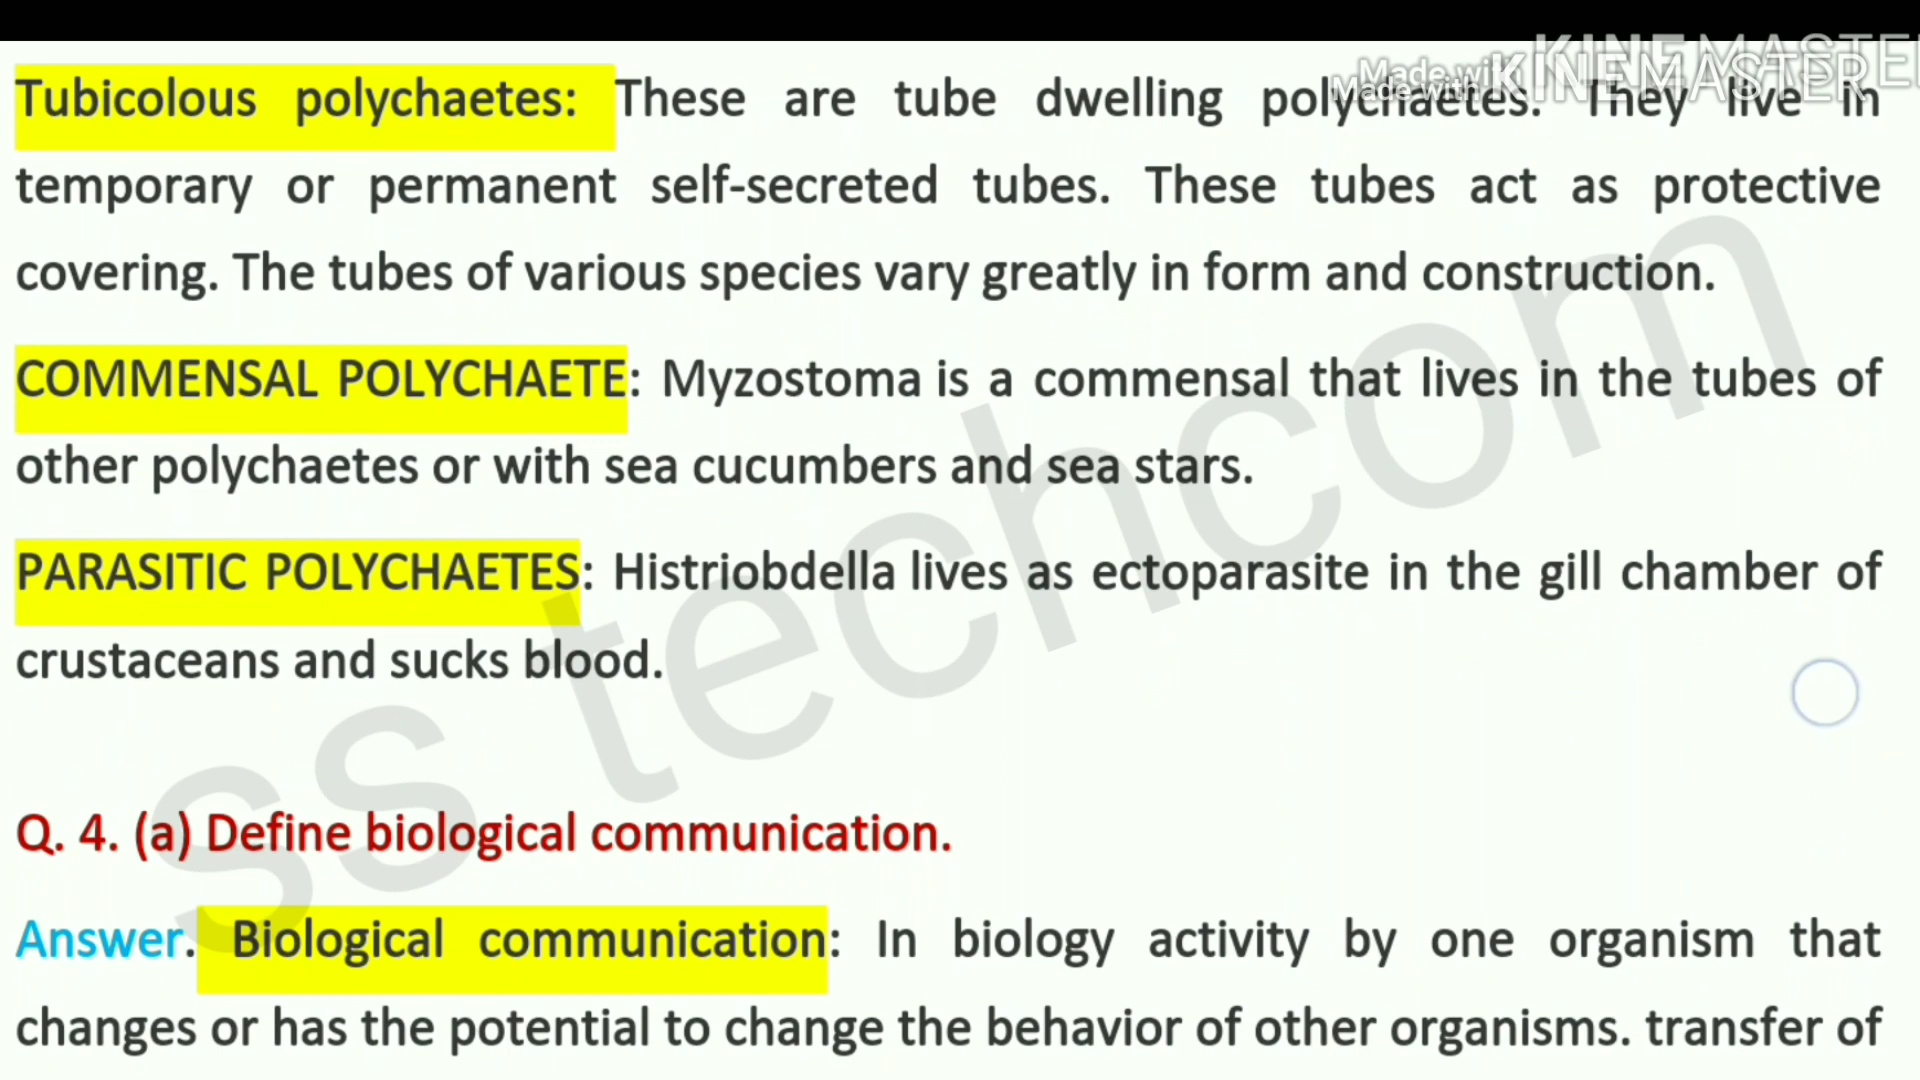 Made with KINEMASTER
Made with KINEMASTER
Tubicolous polychaetes: These are tube dwelling polychaetes. They live in
temporary or permanent self-secreted tubes. These tubes act as protective
covering. The tubes of various species vary greatly in form and construction.
COMMENSAL POLYCHAETE: Myzostoma is a commensal that lives in the tubes of
other polychaetes or with sea cucumbers and sea stars.
PARASITIC POLYCHAETES: Histriobdella lives as ectoparasite in the gill chamber of
crustaceans and sucks blood.
ss techcom
Q. 4. (a) Define biological communication.
Answer. Biological communication: In biology activity by one organism that
changes or has the potential to change the behavior of other organisms. transfer of